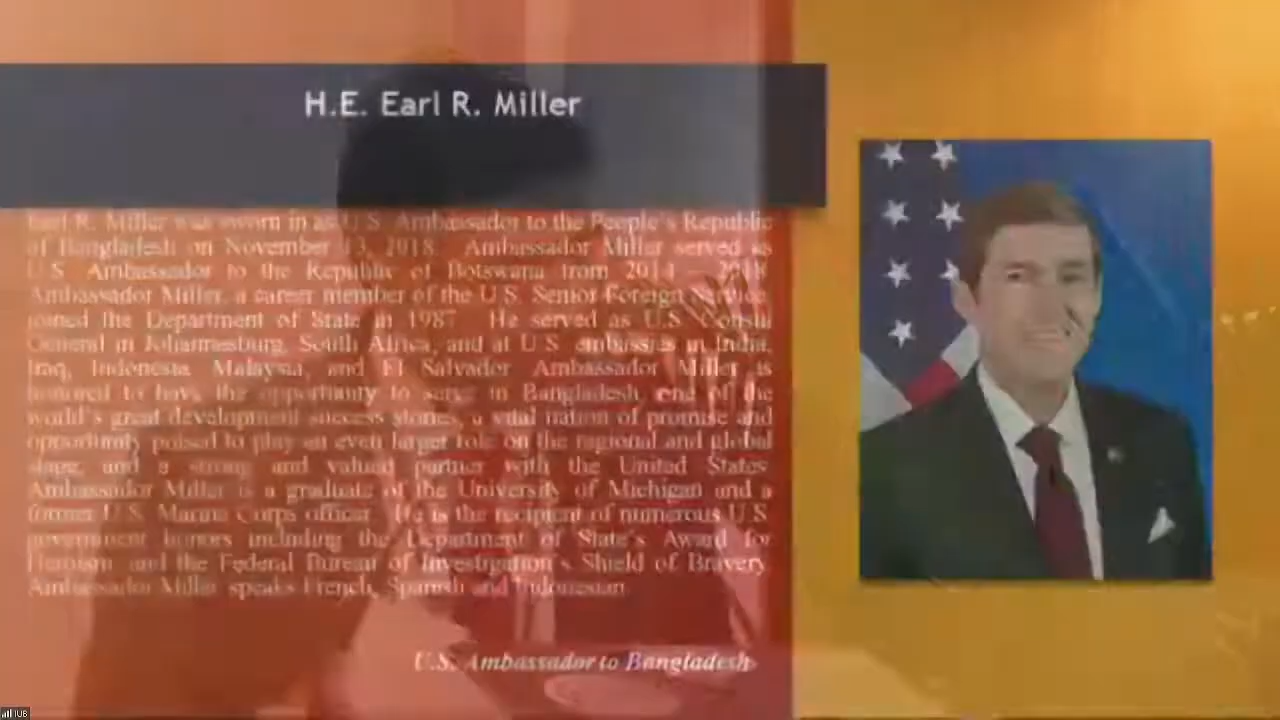 H.E. Earl R. Miller
Earl R. Miller was sworn in as U.S. Ambassador to the People's Republic
of Bangladesh on November 13, 2018. Ambassador Miller served as
U.S. Ambassador to the Republic of Botswana from 2014 - 2018.
Ambassador Miller, a career member of the U.S. Senior Foreign Service,
joined the Department of State in 1987. He served as U.S. Consul
General in Johannesburg, South Africa, and at U.S. embassies in India,
Iraq, Indonesia, Malaysia, and El Salvador. Ambassador Miller is
honored to have the opportunity to serve in Bangladesh, one of the
world's great development success stories, a vital nation of promise and
opportunity poised to play an even larger role on the regional and global
stage, and a strong and valued partner with the United States.
Ambassador Miller is a graduate of the University of Michigan and a
former U.S. Marine Corps officer. He is the recipient of numerous U.S.
government honors including the Department of State's Award for
Heroism and the Federal Bureau of Investigation's Shield of Bravery.
Ambassador Miller speaks French, Spanish and Indonesian.
U.S. Ambassador to Bangladesh
IUB